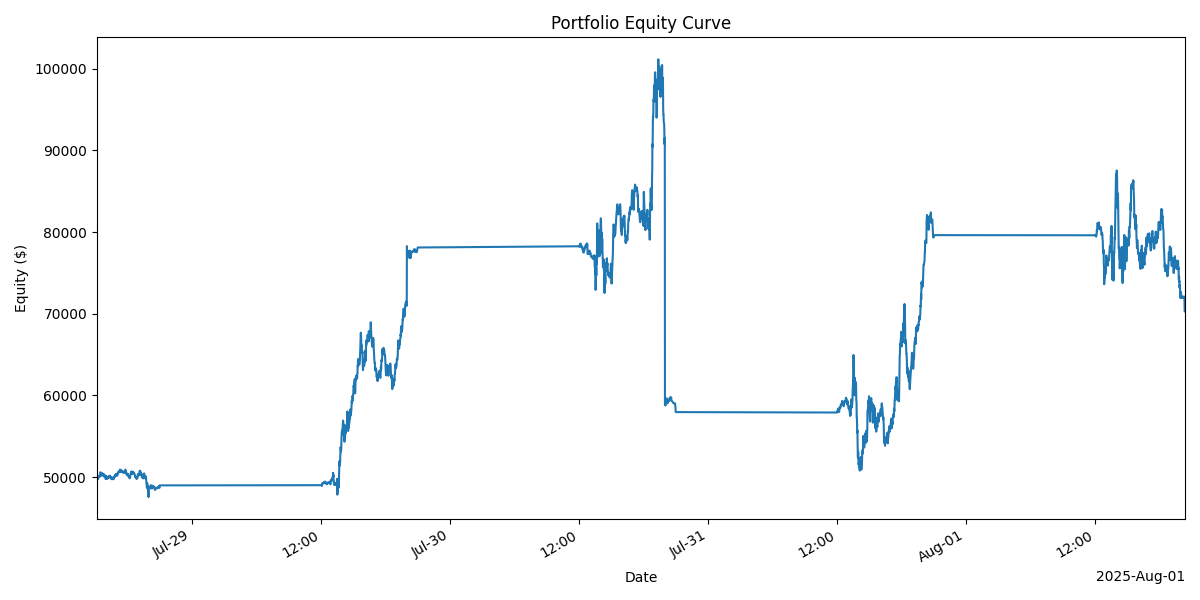 Portfolio Equity Curve
Equity ($)
100000
90000
80000
70000
60000
50000
Jul-29
12:00
Jul-30
12:00
Jul-31
12:00
Aug-01
12:00
Date
2025-Aug-01